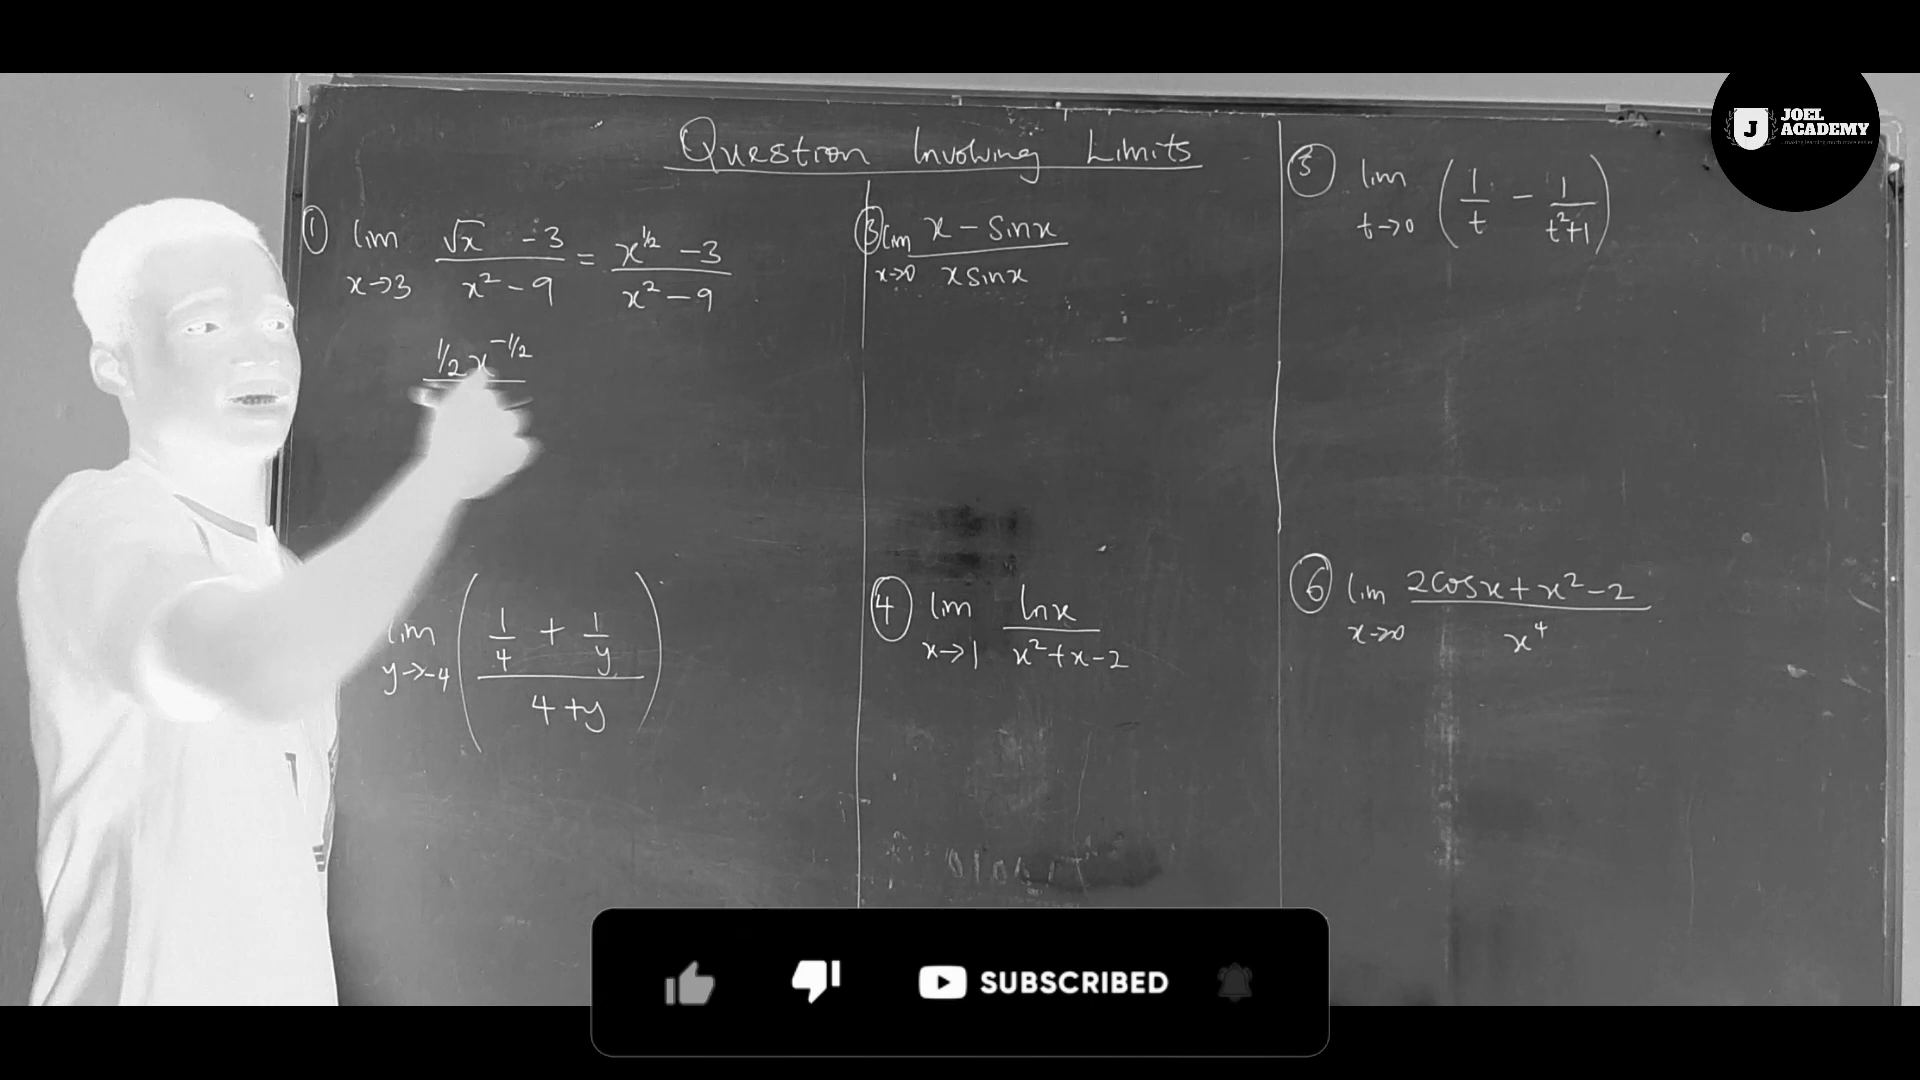 Question Involving Limits
① lim x→3 √x - 3 / x² - 9 = x^1/2 - 3 / x² - 9
1/2 x^-1/2
lim y→-4 ( 1/4 + 1/y / 4 + y )
③ lim x→0 x - sinx / x sinx
④ lim x→1 lnx / x² + x - 2
⑤ lim t→0 ( 1/t - 1/t²+1 )
⑥ lim x→0 2cosx + x² - 2 / x⁴
J JOEL
ACADEMY
SUBSCRIBED